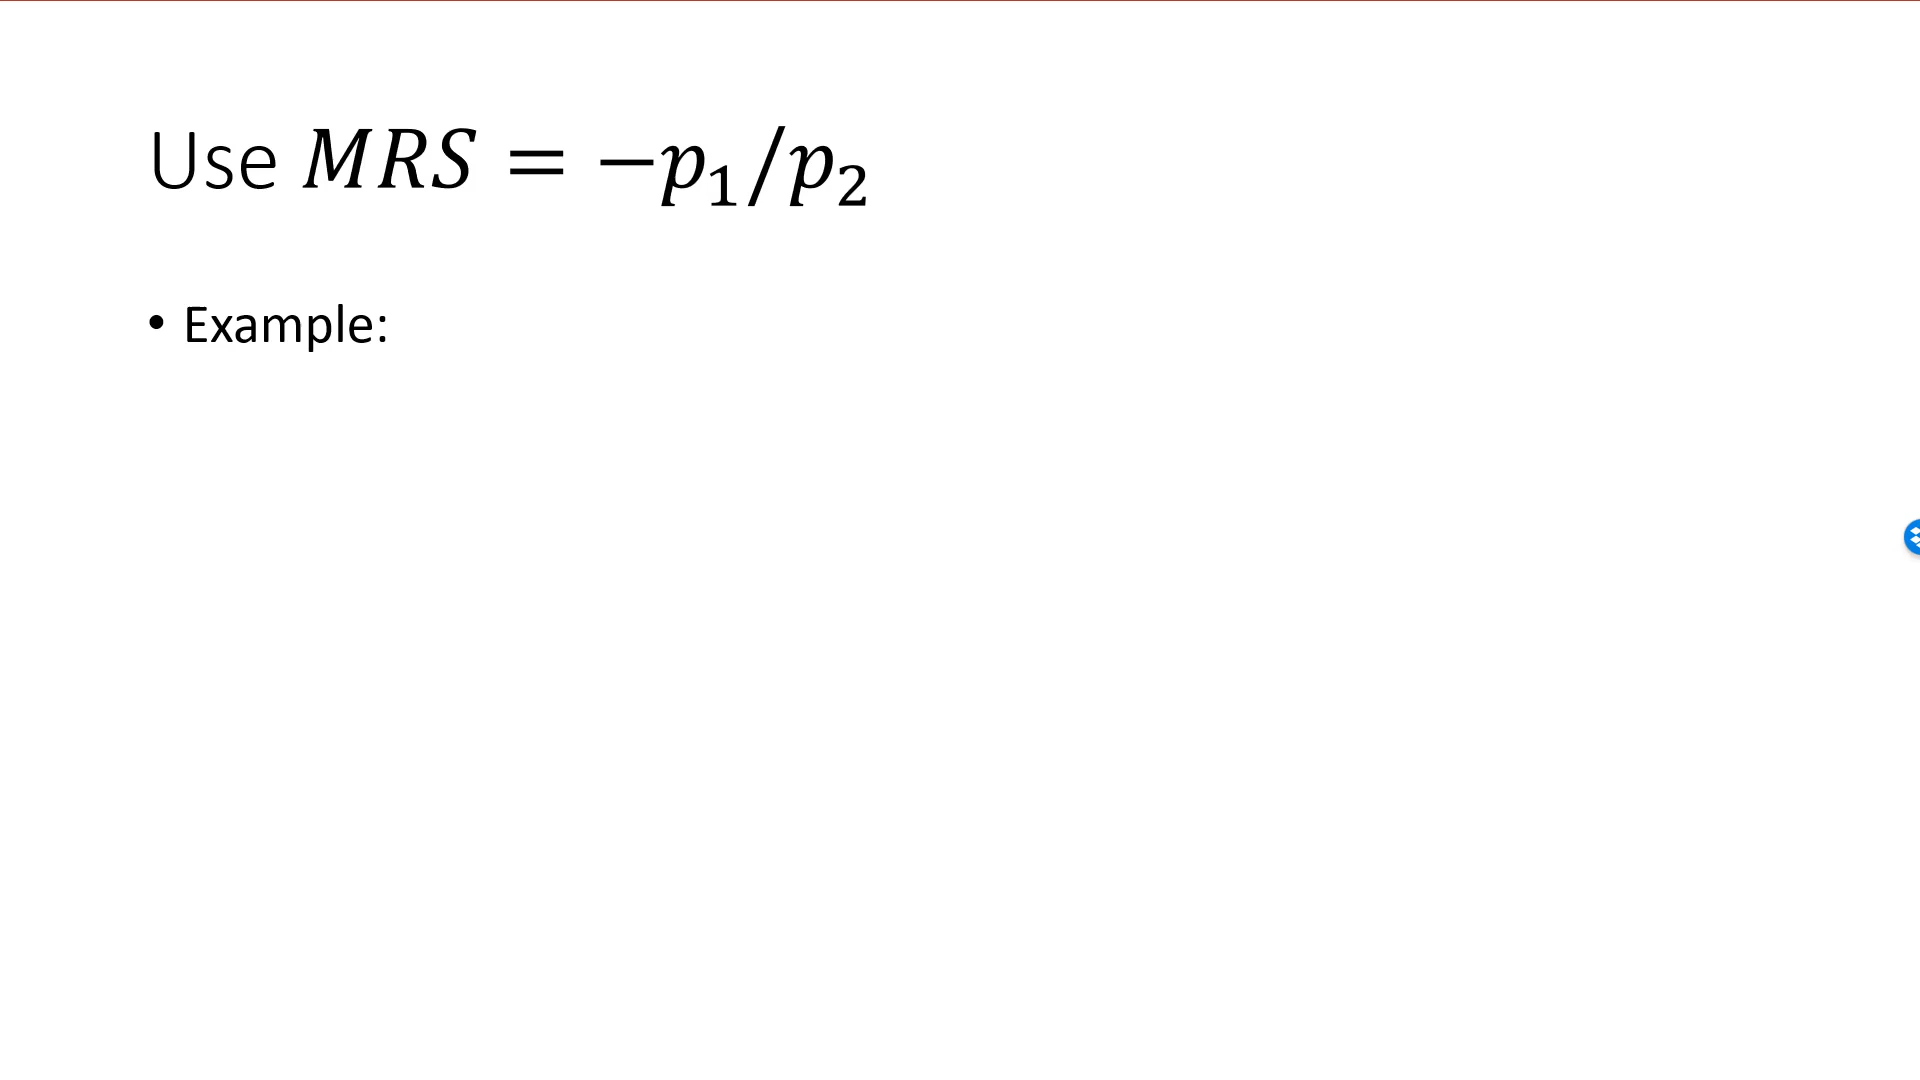 Use 𝑀𝑅𝑆 = −𝑝₁/𝑝₂
• Example: